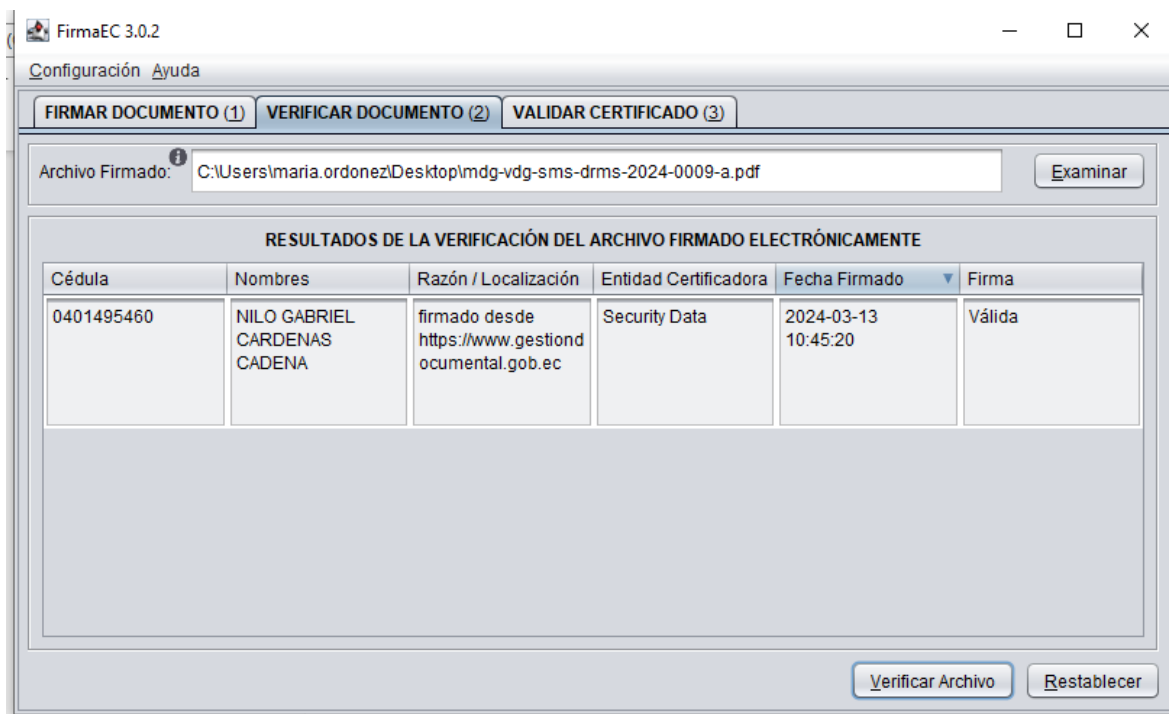 FirmaEC 3.0.2
Configuración Ayuda
FIRMAR DOCUMENTO (1) VERIFICAR DOCUMENTO (2) VALIDAR CERTIFICADO (3)
Archivo Firmado: C:\Users\maria.ordonez\Desktop\mdg-vdg-sms-drms-2024-0009-a.pdf Examinar
RESULTADOS DE LA VERIFICACIÓN DEL ARCHIVO FIRMADO ELECTRÓNICAMENTE
Cédula Nombres Razón / Localización Entidad Certificadora Fecha Firmado Firma
0401495460 NILO GABRIEL firmado desde Security Data 2024-03-13 Válida
CARDENAS https://www.gestiond 10:45:20
CADENA ocumental.gob.ec
Verificar Archivo Restablecer